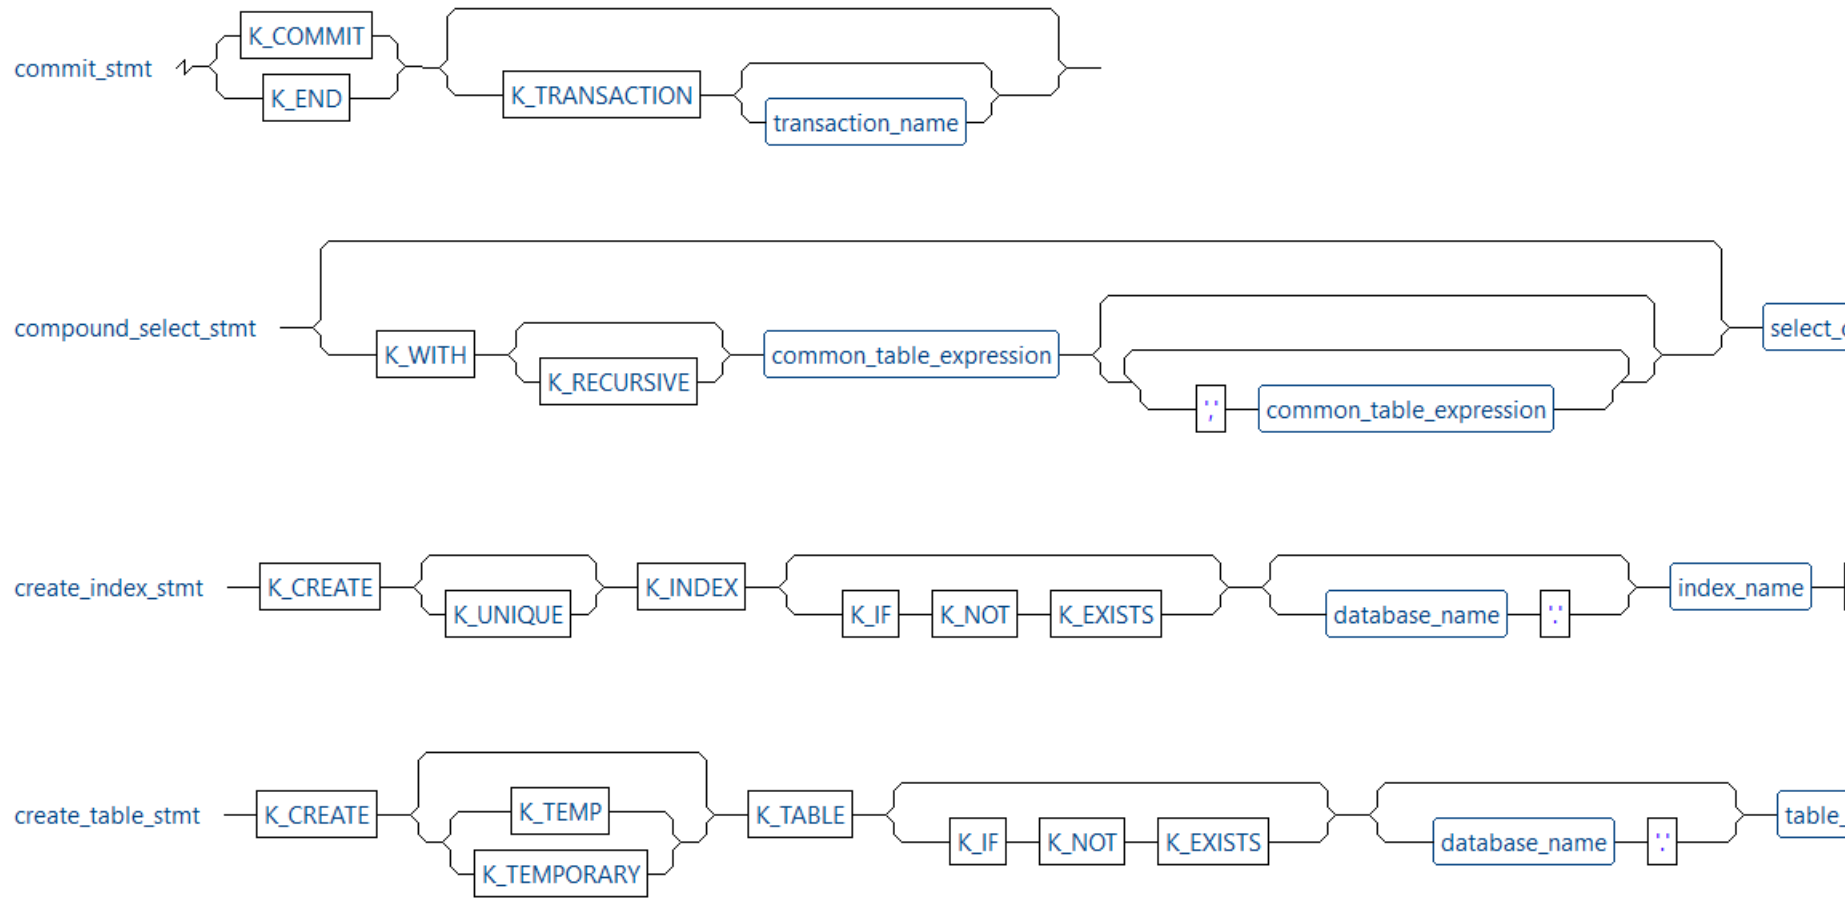 commit_stmt K_COMMIT
K_END K_TRANSACTION transaction_name
compound_select_stmt K_WITH K_RECURSIVE common_table_expression ',' common_table_expression
create_index_stmt K_CREATE K_UNIQUE K_INDEX K_IF K_NOT K_EXISTS database_name '.' index_name
create_table_stmt K_CREATE K_TEMP K_TEMPORARY K_TABLE K_IF K_NOT K_EXISTS database_name '.' table_